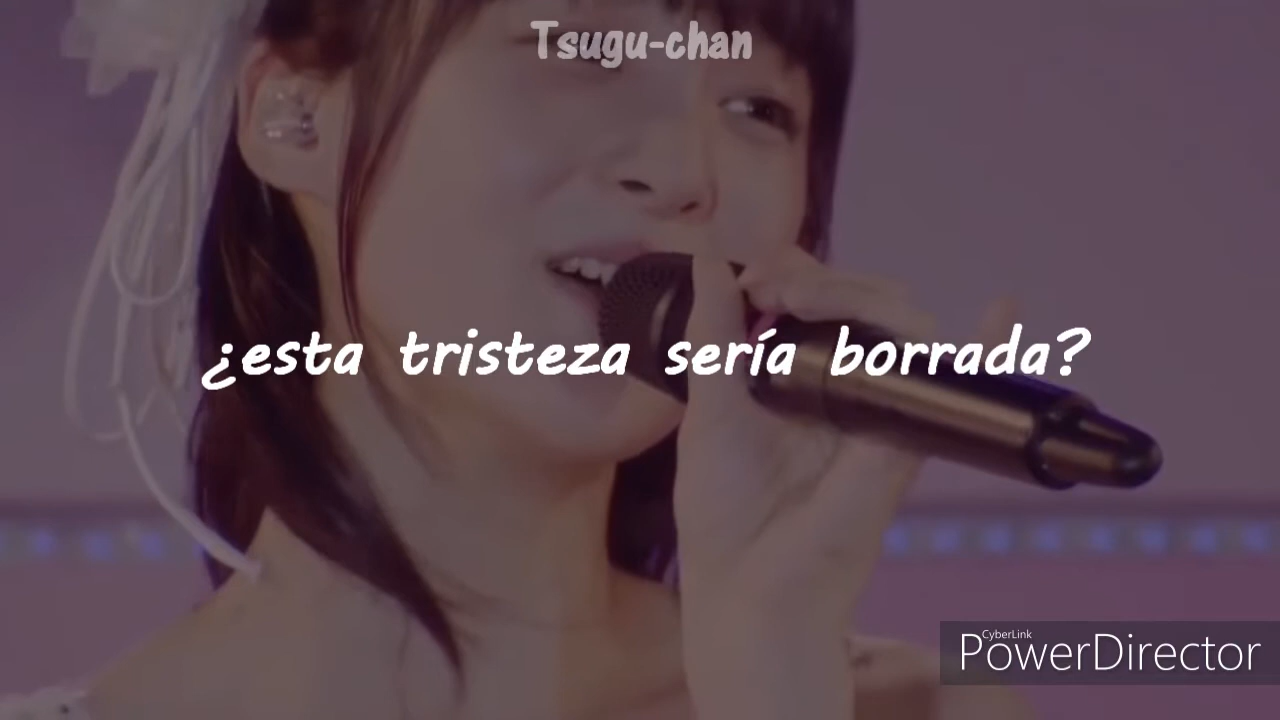 Tsugu-chan
¿esta tristeza sería borrada?
CyberLink
PowerDirector